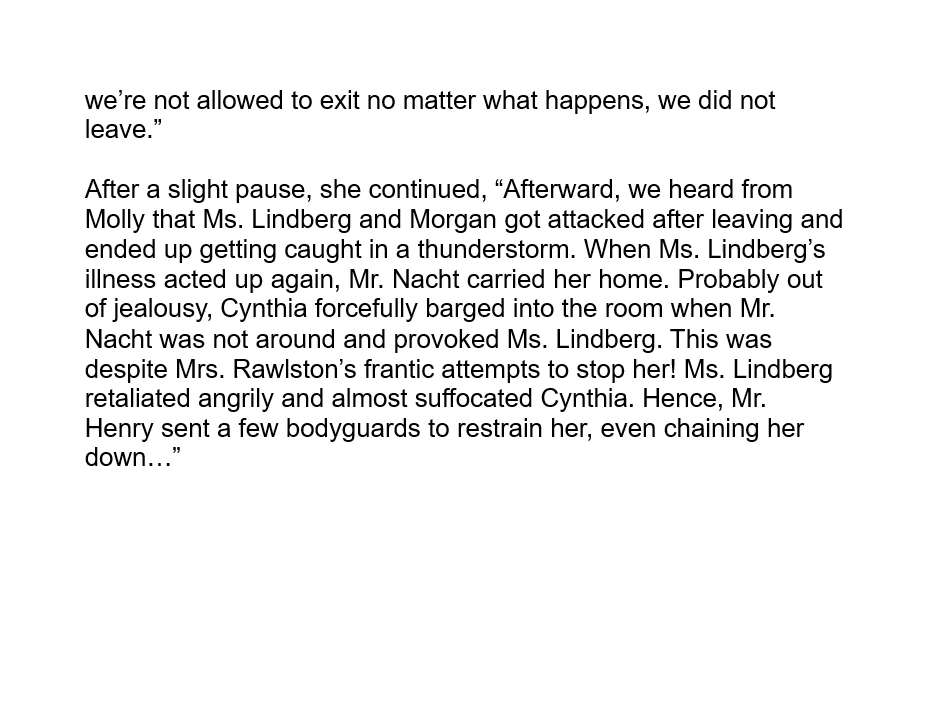 we’re not allowed to exit no matter what happens, we did not
leave.”
After a slight pause, she continued, “Afterward, we heard from
Molly that Ms. Lindberg and Morgan got attacked after leaving and
ended up getting caught in a thunderstorm. When Ms. Lindberg’s
illness acted up again, Mr. Nacht carried her home. Probably out
of jealousy, Cynthia forcefully barged into the room when Mr.
Nacht was not around and provoked Ms. Lindberg. This was
despite Mrs. Rawlston’s frantic attempts to stop her! Ms. Lindberg
retaliated angrily and almost suffocated Cynthia. Hence, Mr.
Henry sent a few bodyguards to restrain her, even chaining her
down…”